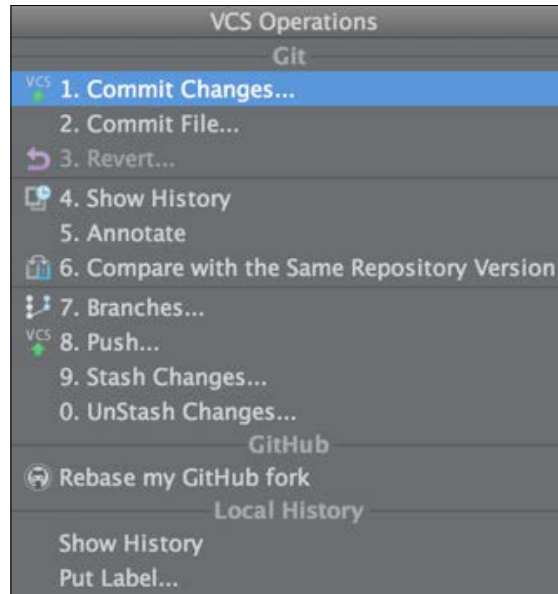 VCS Operations
Git
VCS 1. Commit Changes...
2. Commit File...
3. Revert...
4. Show History
5. Annotate
6. Compare with the Same Repository Version
7. Branches...
VCS 8. Push...
9. Stash Changes...
0. UnStash Changes...
GitHub
Rebase my GitHub fork
Local History
Show History
Put Label...